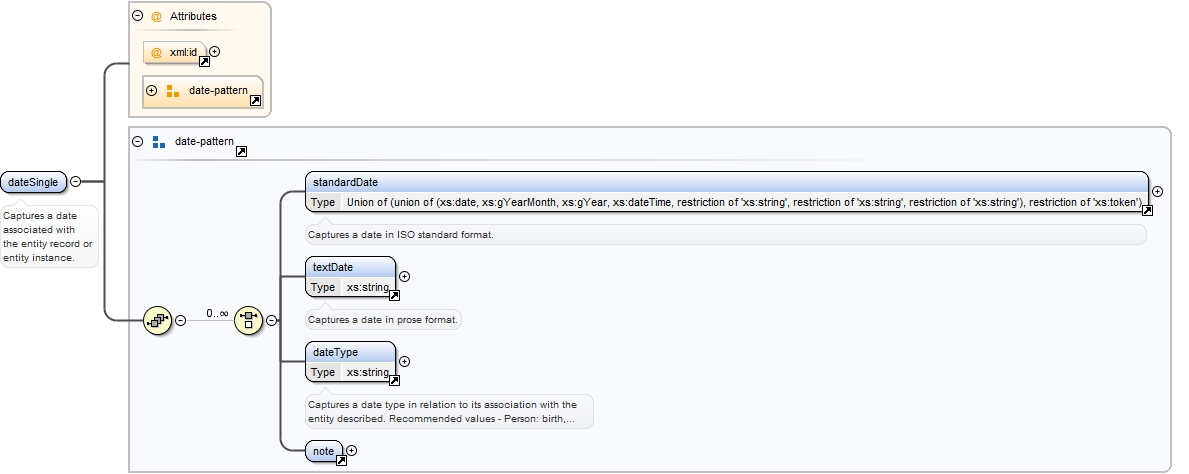 Attributes
xml:id
date-pattern
date-pattern
dateSingle
Captures a date
associated with
the entity record or
entity instance.
standardDate
Type Union of (union of (xs:date, xs:gYearMonth, xs:gYear, xs:dateTime, restriction of 'xs:string', restriction of 'xs:string', restriction of 'xs:string'), restriction of 'xs:token')
Captures a date in ISO standard format.
textDate
Type xs:string
0..∞
Captures a date in prose format.
dateType
Type xs:string
Captures a date type in relation to its association with the
entity described. Recommended values - Person: birth,...
note